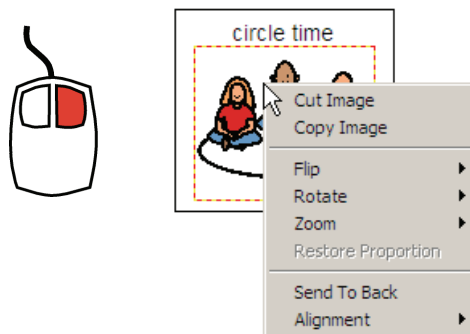 circle time
Cut Image
Copy Image
Flip
Rotate
Zoom
Restore Proportion
Send To Back
Alignment